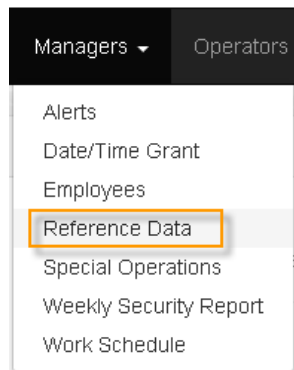 Managers Operators
Alerts
Date/Time Grant
Employees
Reference Data
Special Operations
Weekly Security Report
Work Schedule